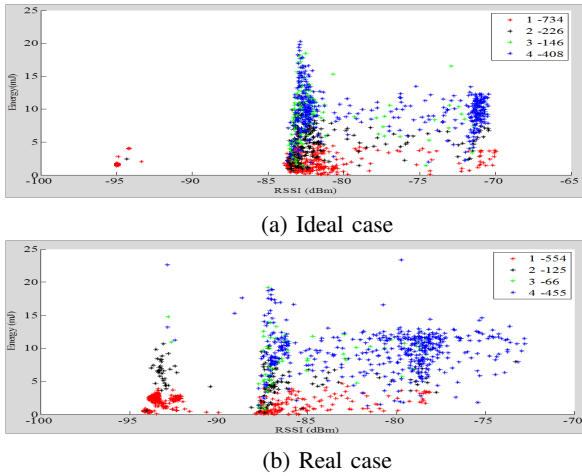 25
20
15
10
5
0
Energy(mJ)
1 -734
2 -226
3 -146
4 -408
-100 -95 -90 -85 -80 -75 -70 -65
RSSI (dBm)
(a) Ideal case
25
20
15
10
5
0
Energy (mJ)
1 -554
2 -125
3 -66
4 -455
-100 -95 -90 -85 -80 -75 -70
RSSI (dBm)
(b) Real case